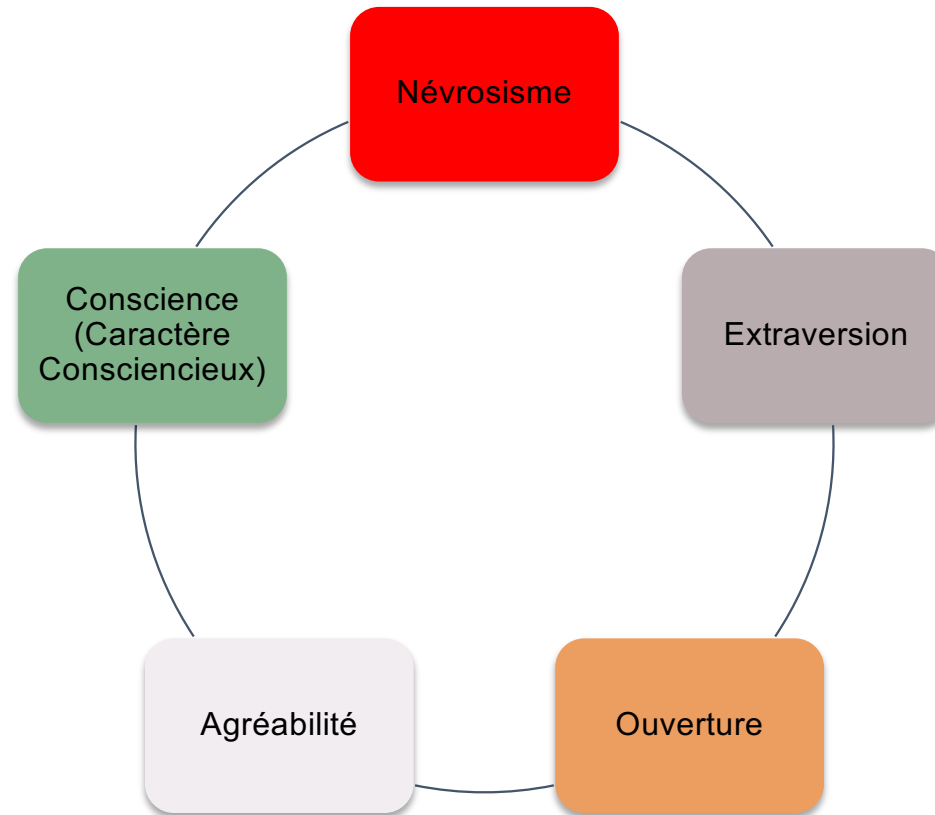 Névrosisme
Extraversion
Ouverture
Agréabilité
Conscience
(Caractère
Consciencieux)